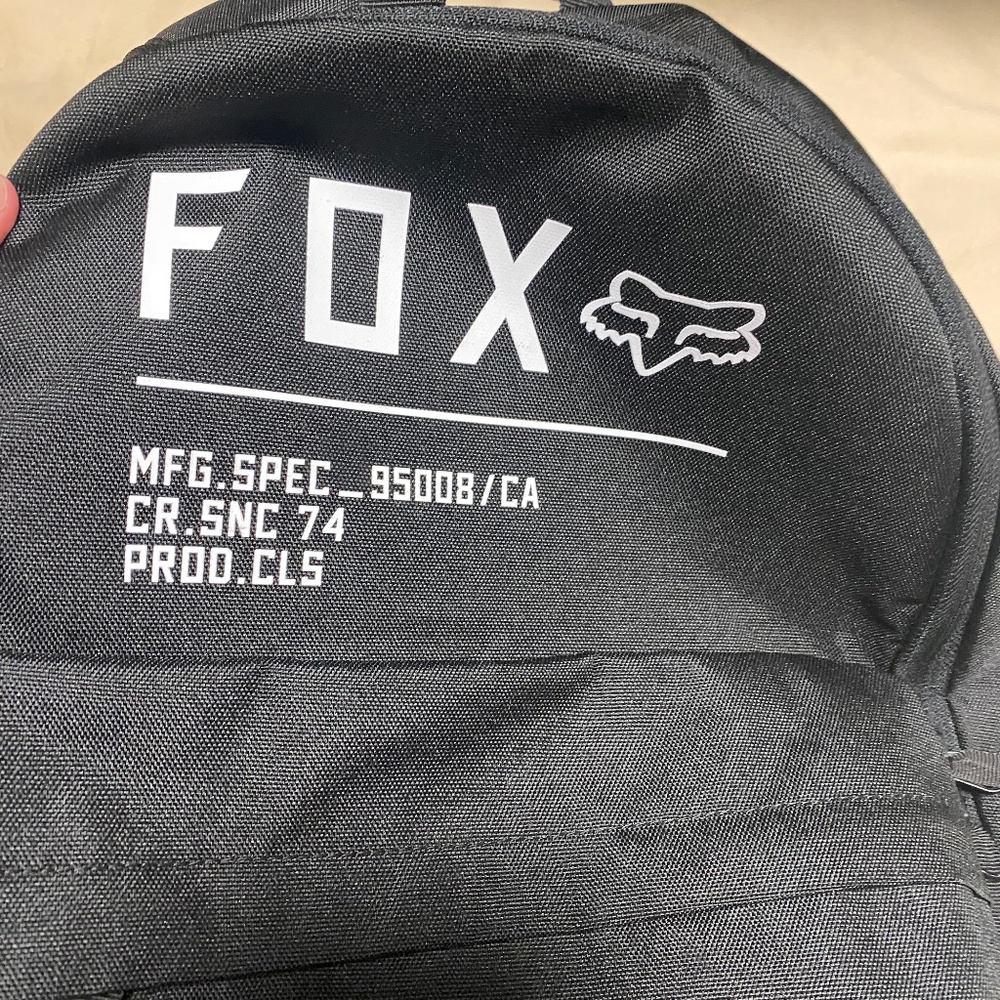 FOX
MFG.SPEC_95008/CA
CR.SNC 74
PROD.CLS